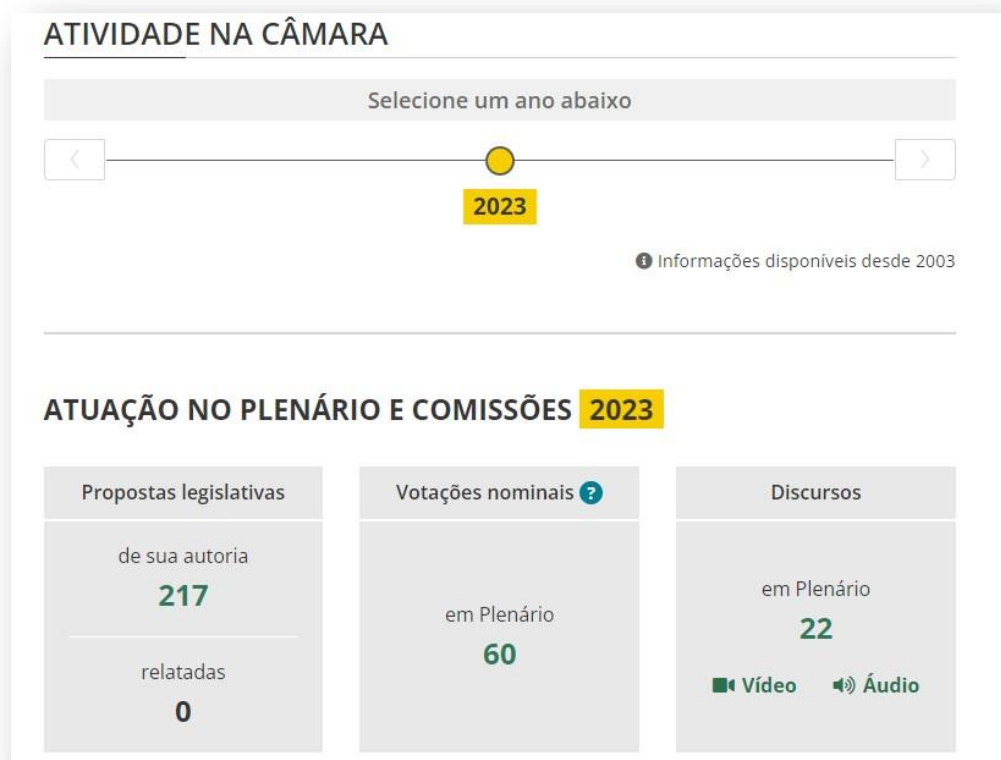 ATIVIDADE NA CÂMARA
Selecione um ano abaixo
2023
Informações disponíveis desde 2003
ATUAÇÃO NO PLENÁRIO E COMISSÕES 2023
Propostas legislativas
de sua autoria
217
relatadas
0
Votações nominais ?
em Plenário
60
Discursos
em Plenário
22
Vídeo Áudio